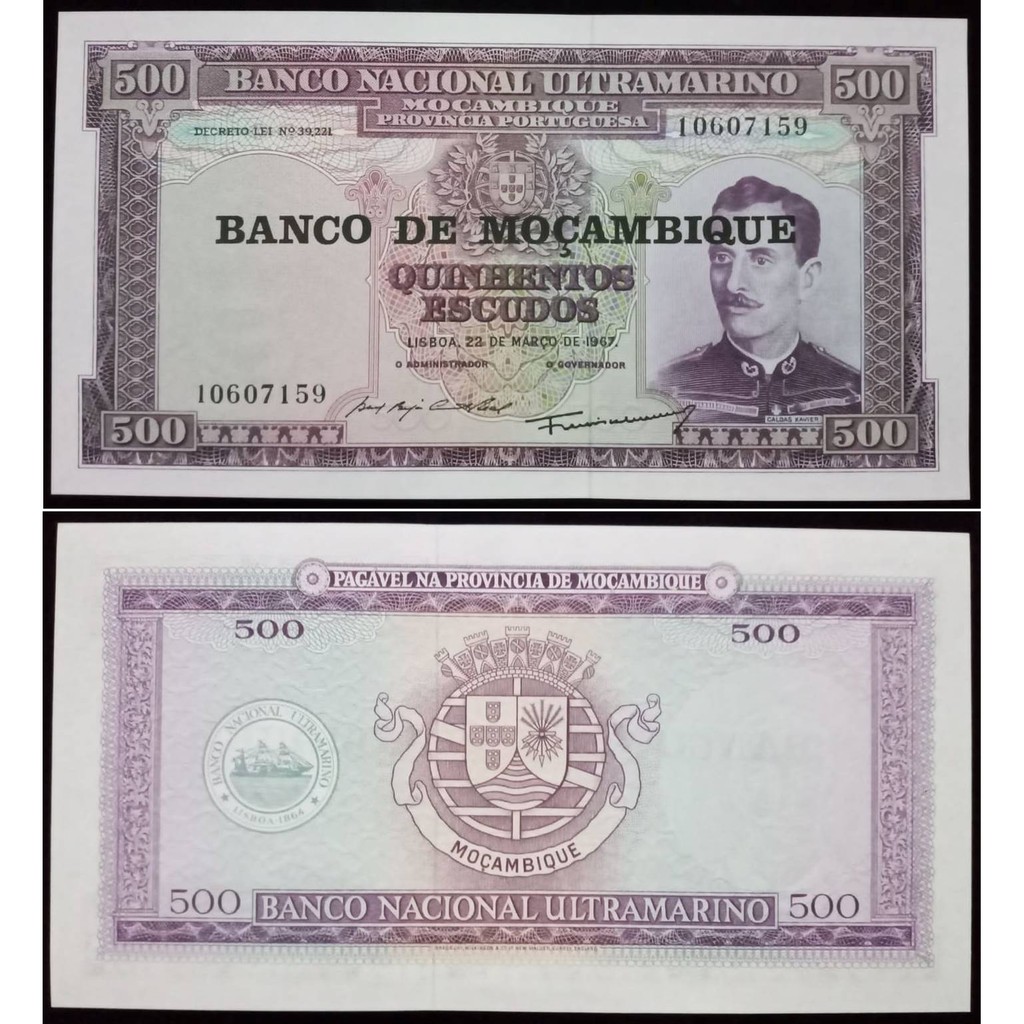 500 BANCO NACIONAL ULTRAMARINO 500
MOÇAMBIQUE
PROVINCIA PORTUGUESA
DECRETO-LEI Nº 39,221
10607159
BANCO DE MOÇAMBIQUE
QUINHENTOS
ESCUDOS
LISBOA, 22 DE MARÇO DE 1967
O ADMINISTRADOR O GOVERNADOR
10607159
CALDAS XAVIER
500 500
PAGÁVEL NA PROVINCIA DE MOÇAMBIQUE
500 500
BANCO NACIONAL ULTRAMARINO
LISBOA-1864
MOÇAMBIQUE
500 BANCO NACIONAL ULTRAMARINO 500